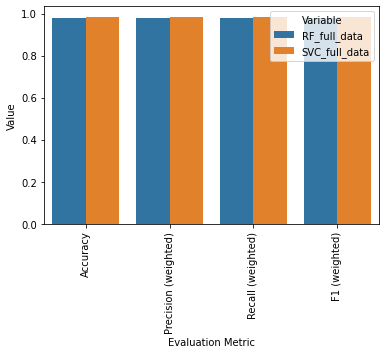 Variable
RF_full_data
SVC_full_data
1.0
0.8
0.6
0.4
0.2
0.0
Value
Accuracy
Precision (weighted)
Recall (weighted)
F1 (weighted)
Evaluation Metric